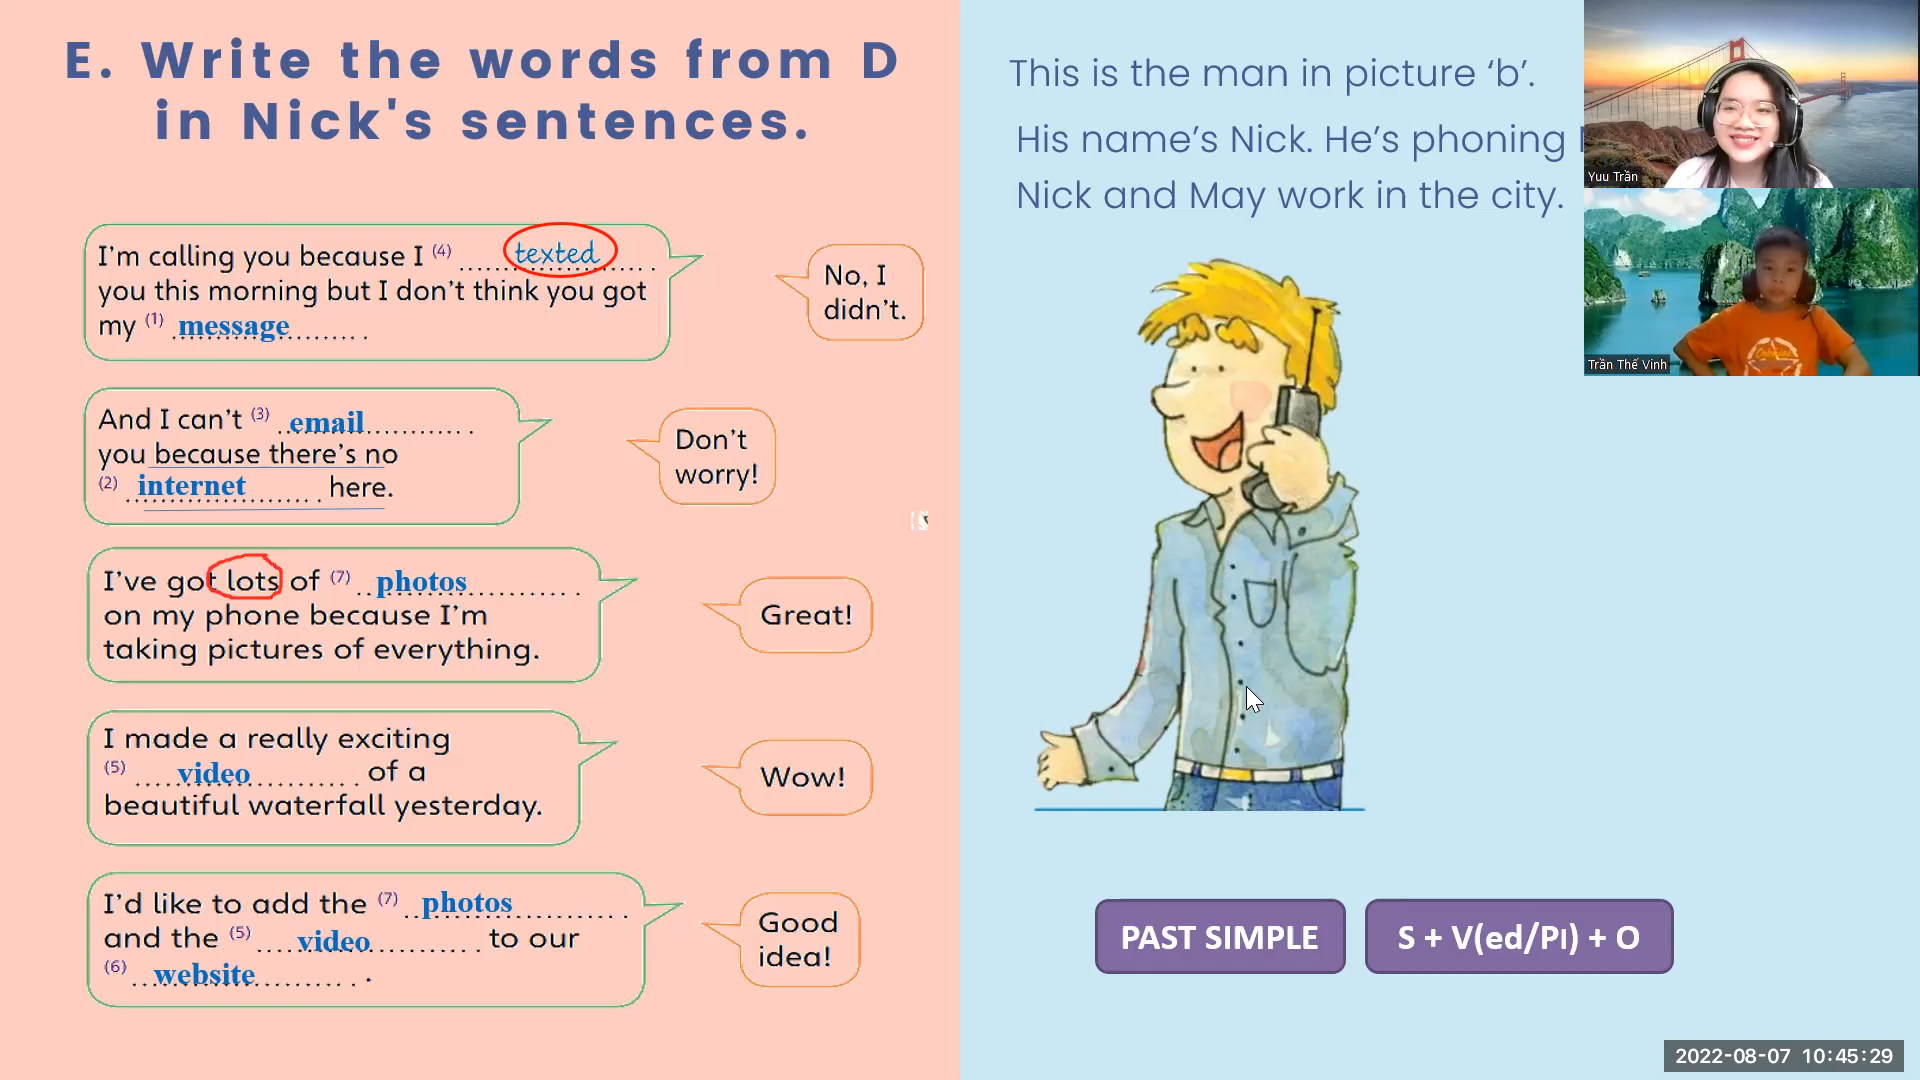 E. Write the words from D
in Nick's sentences.
I'm calling you because I (4) texted
you this morning but I don't think you got
my (1) message.
No, I
didn't.
And I can't (3) email.
you because there's no
(2) internet. here.
Don't
worry!
I've got lots of (7) photos.
on my phone because I'm
taking pictures of everything.
Great!
I made a really exciting
(5) video of a
beautiful waterfall yesterday.
Wow!
I'd like to add the (7) photos
and the (5) video to our
(6) website.
Good
idea!
This is the man in picture ‘b’.
His name’s Nick. He’s phoning
Nick and May work in the city.
PAST SIMPLE
S + V(ed/PI) + O
Yuu Trần
Trần Thế Vinh
2022-08-07 10:45:29